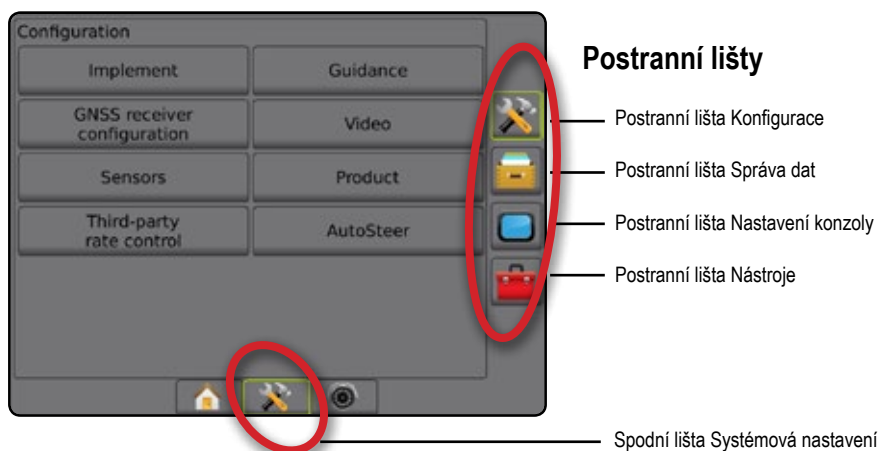 Configuration
Implement
Guidance
GNSS receiver
configuration
Video
Sensors
Product
Third-party
rate control
AutoSteer
Postranní lišty
Postranní lišta Konfigurace
Postranní lišta Správa dat
Postranní lišta Nastavení konzoly
Postranní lišta Nástroje
Spodní lišta Systémová nastavení